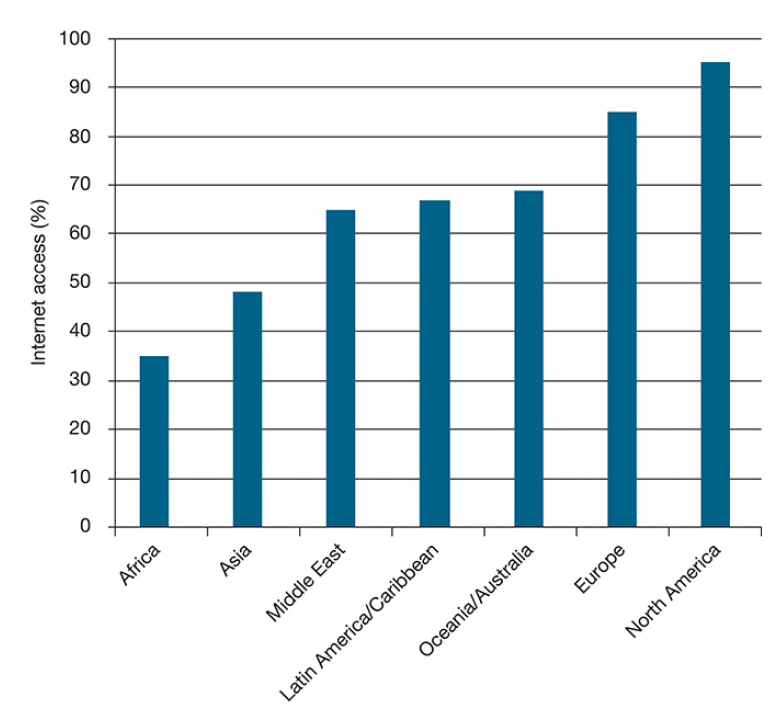 Internet access (%)
100
90
80
70
60
50
40
30
20
10
0
Africa
Asia
Middle East
Latin America/Caribbean
Oceania/Australia
Europe
North America